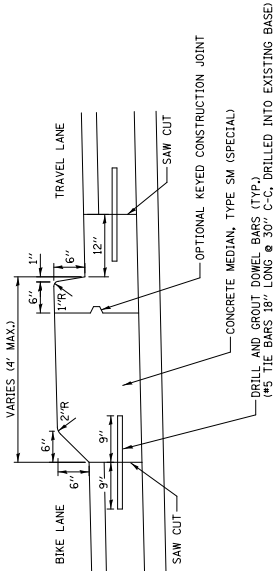 VARIES (4' MAX.)
6"
1"
BIKE LANE
6"
2"R
1"R
6"
TRAVEL LANE
6"
12"
9"
9"
SAW CUT
SAW CUT
OPTIONAL KEYED CONSTRUCTION JOINT
CONCRETE MEDIAN, TYPE SM (SPECIAL)
DRILL AND GROUT DOWEL BARS (TYP.)
(#5 TIE BARS 18" LONG @ 30" C-C, DRILLED INTO EXISTING BASE)